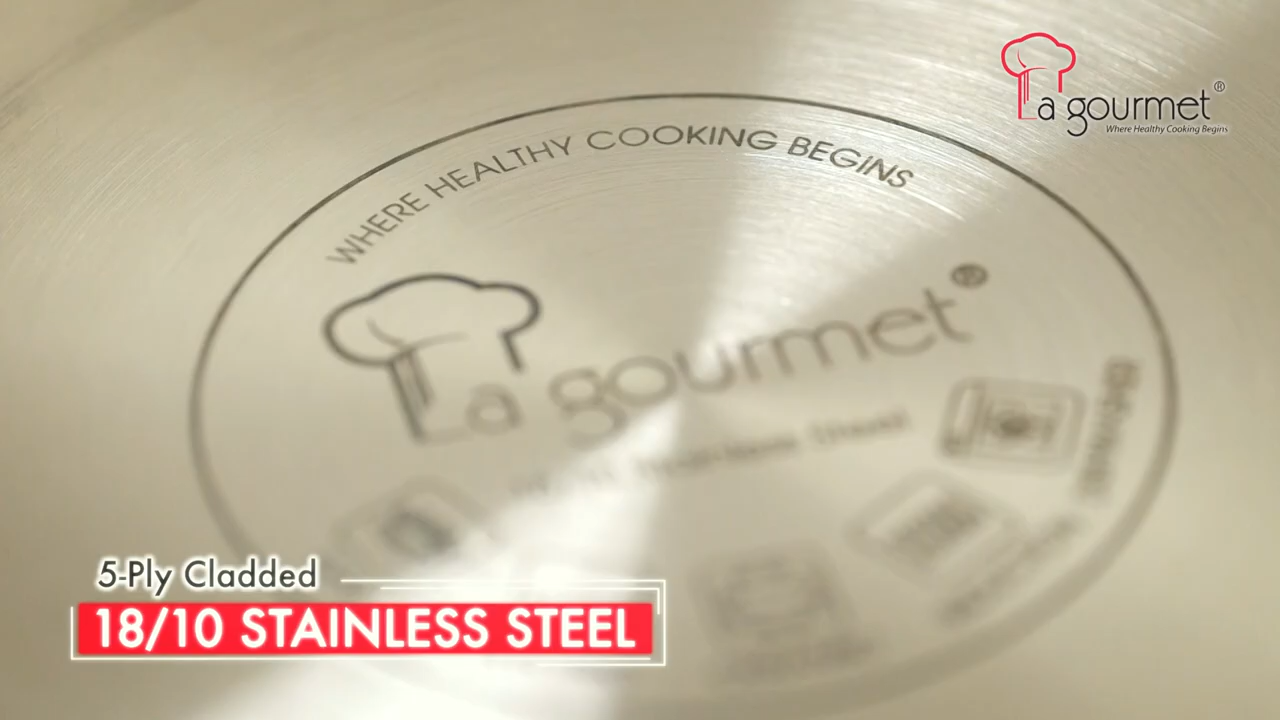 La gourmet®
Where Healthy Cooking Begins
WHERE HEALTHY COOKING BEGINS
La gourmet®
5-Ply Cladded
18/10 STAINLESS STEEL